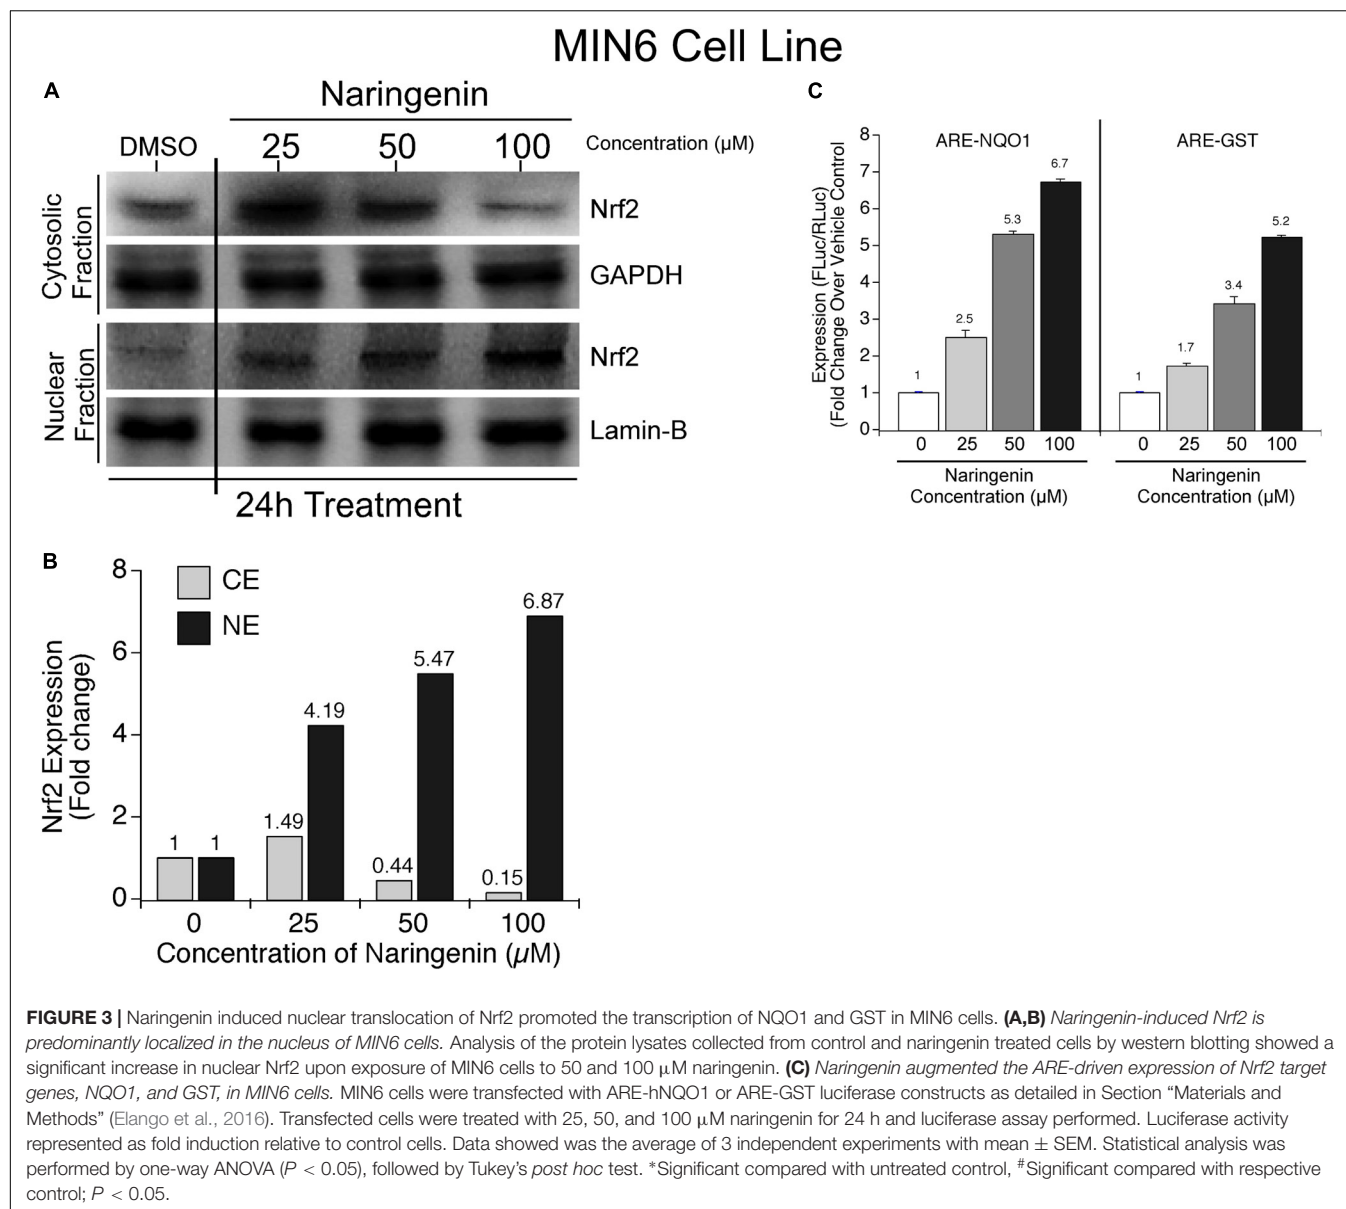 MIN6 Cell Line
A
Naringenin
DMSO 25 50 100 Concentration (µM)
Cytosolic
Fraction
Nrf2
GAPDH
Nuclear
Fraction
Nrf2
Lamin-B
24h Treatment
B
CE
NE
Nrf2 Expression
(Fold change)
8
6
4
2
0
1 1 1.49 4.19 0.44 5.47 0.15 6.87
0 25 50 100
Concentration of Naringenin (µM)
C
ARE-NQO1 ARE-GST
Expression (FLuc/RLuc)
(Fold Change Over Vehicle Control
8
7
6
5
4
3
2
1
0
1 2.5 5.3 6.7 1 1.7 3.4 5.2
0 25 50 100 0 25 50 100
Naringenin Naringenin
Concentration (µM) Concentration (µM)
FIGURE 3 | Naringenin induced nuclear translocation of Nrf2 promoted the transcription of NQO1 and GST in MIN6 cells. (A,B) Naringenin-induced Nrf2 is
predominantly localized in the nucleus of MIN6 cells. Analysis of the protein lysates collected from control and naringenin treated cells by western blotting showed a
significant increase in nuclear Nrf2 upon exposure of MIN6 cells to 50 and 100 µM naringenin. (C) Naringenin augmented the ARE-driven expression of Nrf2 target
genes, NQO1, and GST, in MIN6 cells. MIN6 cells were transfected with ARE-hNQO1 or ARE-GST luciferase constructs as detailed in Section “Materials and
Methods” (Elango et al., 2016). Transfected cells were treated with 25, 50, and 100 µM naringenin for 24 h and luciferase assay performed. Luciferase activity
represented as fold induction relative to control cells. Data showed was the average of 3 independent experiments with mean ± SEM. Statistical analysis was
performed by one-way ANOVA (P < 0.05), followed by Tukey’s post hoc test. *Significant compared with untreated control, #Significant compared with respective
control; P < 0.05.